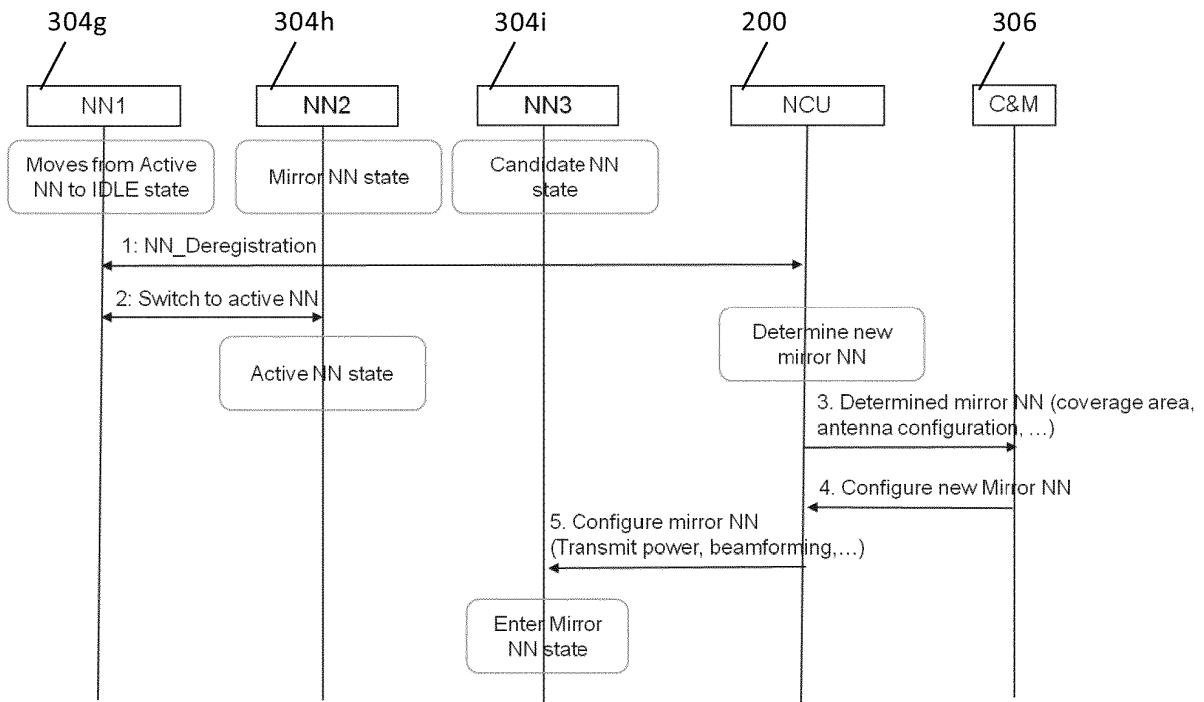 304g
304h
304i
200
306
NN1
NN2
NN3
NCU
C&M
Moves from Active
NN to IDLE state
Mirror NN state
Candidate NN
state
1: NN_Deregistration
2: Switch to active NN
Determine new
mirror NN
Active NN state
3. Determined mirror NN (coverage area,
antenna configuration, ...)
4. Configure new Mirror NN
5. Configure mirror NN
(Transmit power, beamforming,...)
Enter Mirror
NN state